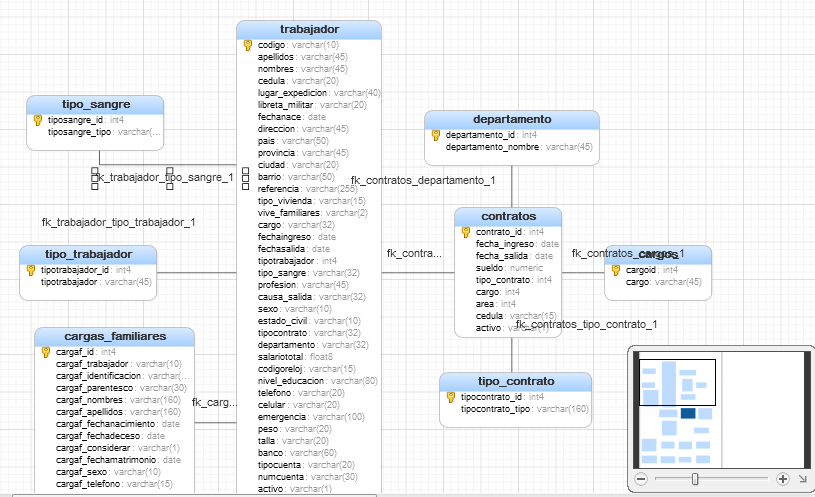 trabajador
codigo: varchar(10)
apellidos: varchar(45)
nombres: varchar(45)
cedula: varchar(20)
lugar_expedicion: varchar(40)
libreta_militar: varchar(20)
fechanace: date
direccion: varchar(45)
pais: varchar(50)
provincia: varchar(45)
ciudad: varchar(20)
barrio: varchar(50)
referencia: varchar(255)
tipo_vivienda: varchar(15)
vive_familiares: varchar(2)
cargo: varchar(32)
fechaingreso: date
fechasalida: date
tipotrabajador: int4
tipo_sangre: varchar(32)
profesion: varchar(45)
causa_salida: varchar(32)
sexo: varchar(10)
estado_civil: varchar(10)
tipocontrato: varchar(32)
departamento: varchar(32)
salariototal: float8
codigoreloj: varchar(15)
nivel_educacion: varchar(80)
telefono: varchar(20)
celular: varchar(20)
emergencia: varchar(100)
peso: varchar(20)
talla: varchar(20)
banco: varchar(60)
tipocuenta: varchar(20)
numcuenta: varchar(30)
activo: varchar(1)
tipo_sangre
tiposangre_id: int4
tiposangre_tipo: varchar(...
fk_trabajador_tipo_sangre_1
fk_trabajador_tipo_trabajador_1
tipo_trabajador
tipotrabajador_id: int4
tipotrabajador: varchar(45)
cargas_familiares
cargaf_id: int4
cargaf_trabajador: varchar(10)
cargaf_identificacion: varchar(...
cargaf_parentesco: varchar(30)
cargaf_nombres: varchar(160)
cargaf_apellidos: varchar(160)
cargaf_fechanacimiento: date
cargaf_fechadeceso: date
cargaf_considerar: varchar(1)
cargaf_fechamatrimonio: date
cargaf_sexo: varchar(10)
cargaf_telefono: varchar(15)
fk_carg...
departamento
departamento_id: int4
departamento_nombre: varchar(45)
fk_contratos_departamento_1
contratos
contrato_id: int4
fecha_ingreso: date
fecha_salida: date
sueldo: numeric
tipo_contrato: int4
cargo: int4
area: int4
cedula: varchar(15)
activo: varchar(1)
fk_contra...
fk_contratos_cargos_1
cargos
cargoid: int4
cargo: varchar(45)
fk_contratos_tipo_contrato_1
tipo_contrato
tipocontrato_id: int4
tipocontrato_tipo: varchar(160)